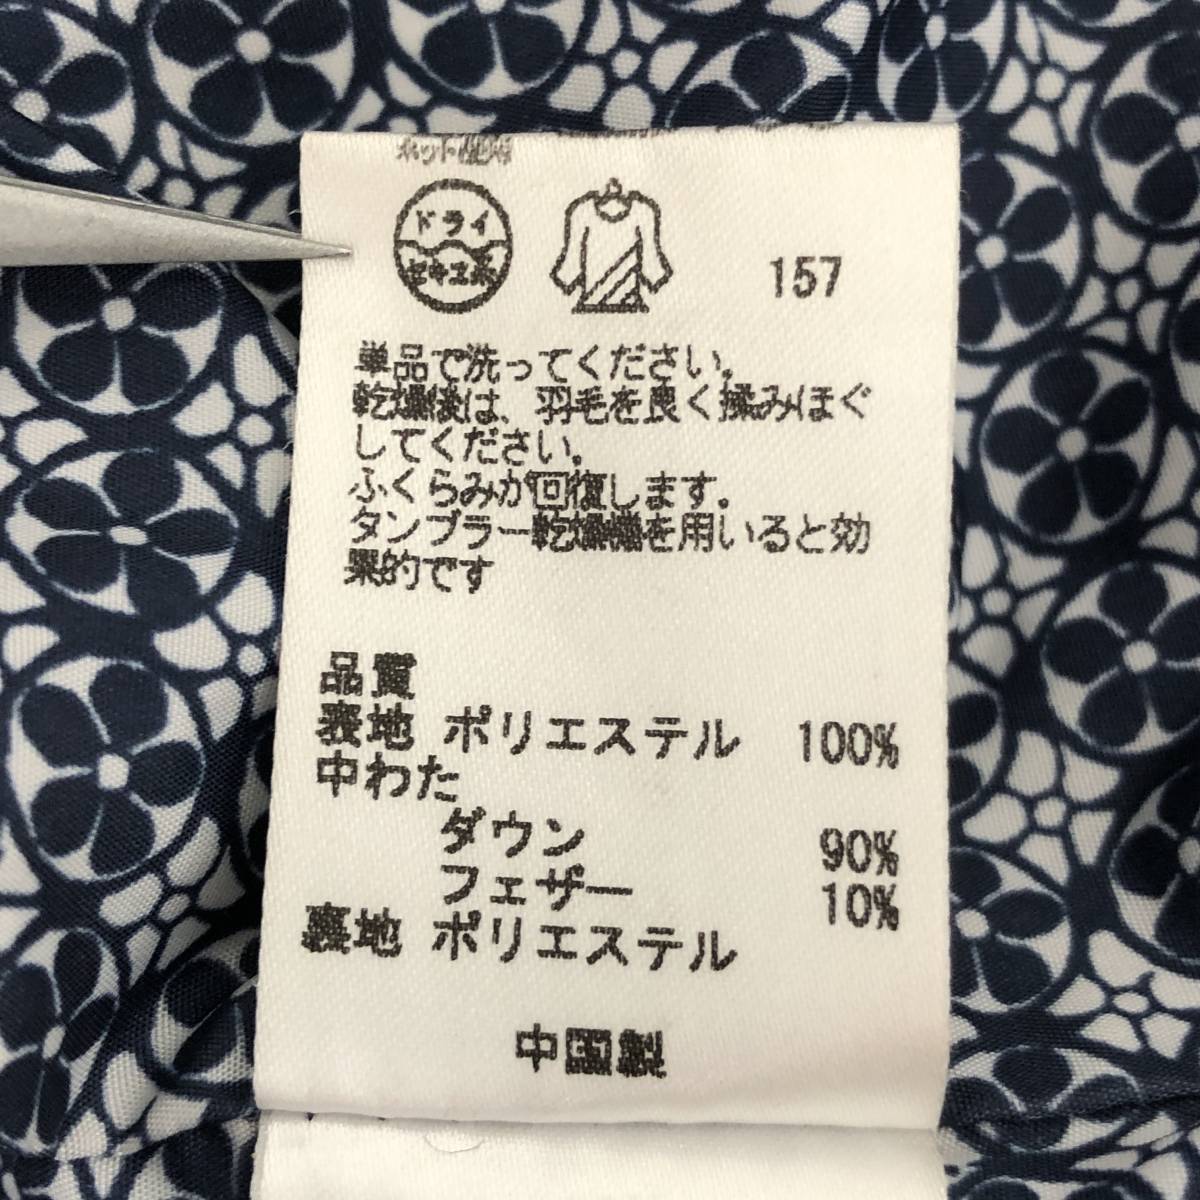 ネット使用
ドライ
セキユ系
157
単品で洗ってください。
乾燥後は、羽毛を良く揉みほぐ
してください。
ふくらみが回復します。
タンブラー乾燥機を用いると効
果的です
品質
表地 ポリエステル 100%
中わた
ダウン 90%
フェザー 10%
裏地 ポリエステル
中国製